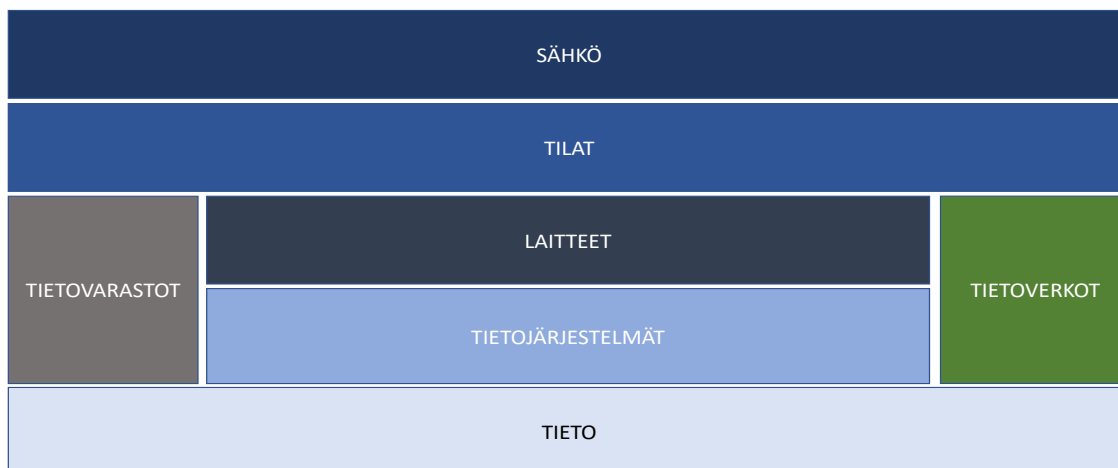 SÄHKÖ
TILAT
LAITTEET
TIETOVARASTOT
TIETOVERKOT
TIETOJÄRJESTELMÄT
TIETO